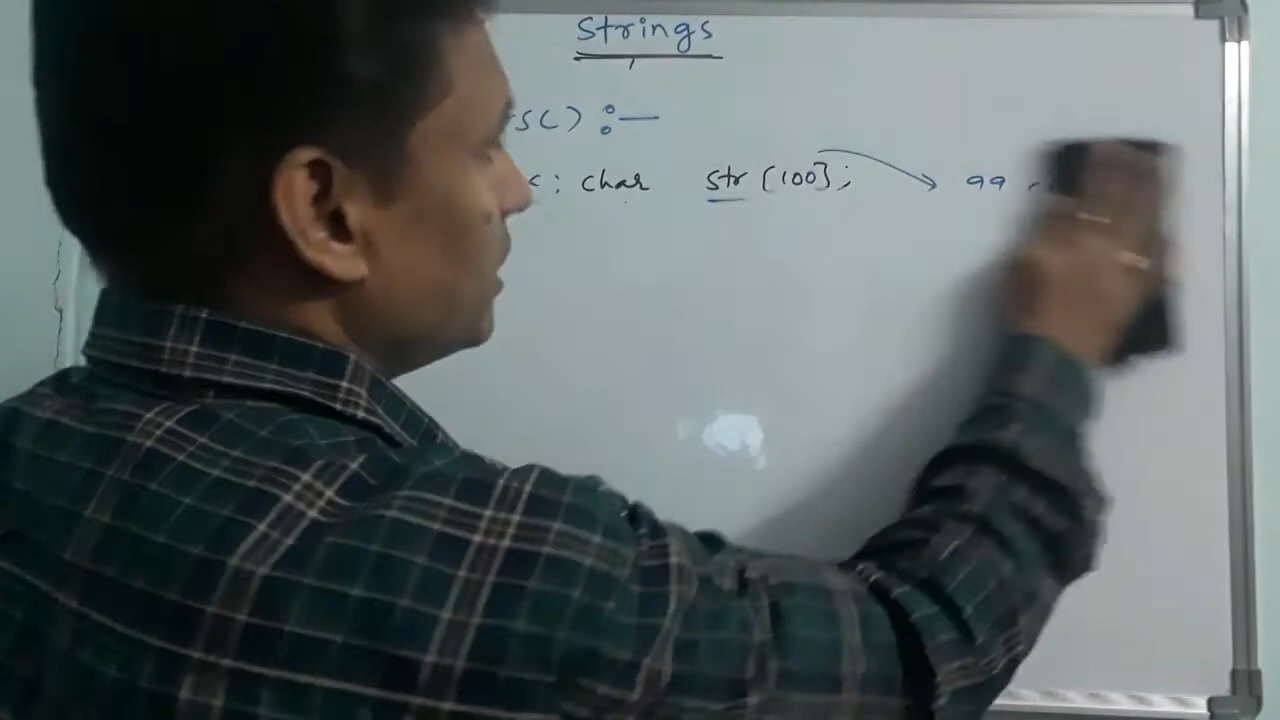 Strings
s() :—
: char str [100]; → 99